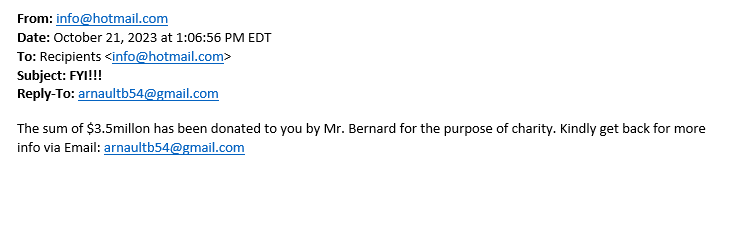 From: info@hotmail.com
Date: October 21, 2023 at 1:06:56 PM EDT
To: Recipients <info@hotmail.com>
Subject: FYI!!!
Reply-To: arnaultb54@gmail.com
The sum of $3.5millon has been donated to you by Mr. Bernard for the purpose of charity. Kindly get back for more
info via Email: arnaultb54@gmail.com